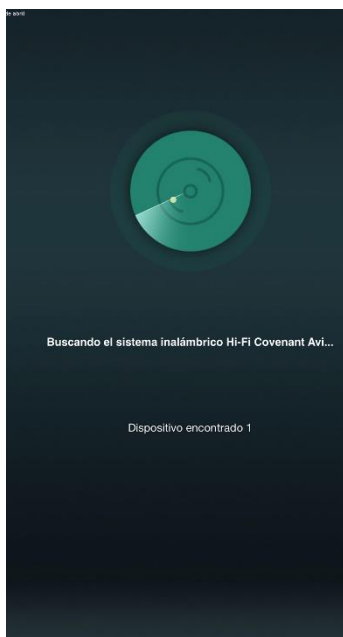 de abril
Buscando el sistema inalámbrico Hi-Fi Covenant Avi...
Dispositivo encontrado 1